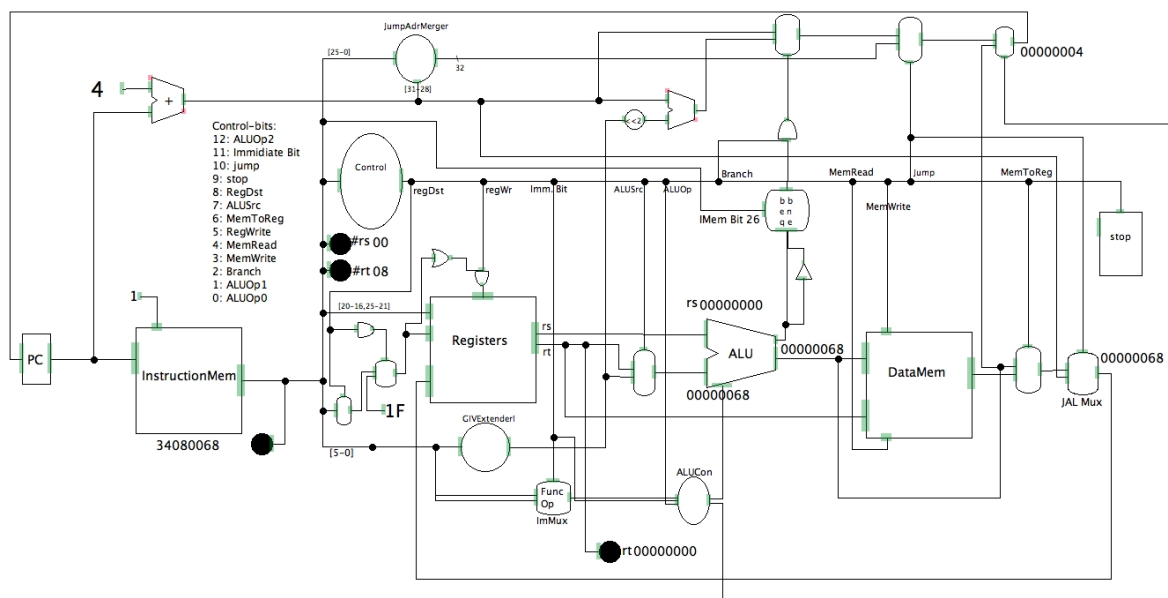 JumpAdrMerger
[25-0]
32
00000004
[31-28]
4
+
<<2
Control-bits:
12: ALUOp2
11: Immidiate Bit
10: jump
9: stop
8: RegDst
7: ALUSrc
6: MemToReg
5: RegWrite
4: MemRead
3: MemWrite
2: Branch
1: ALUOp1
0: ALUOp0
Control
regDst
regWr
Imm. Bit
ALUSrc
ALUOp
Branch
MemRead
Jump
MemToReg
MemWrite
IMem Bit 26
b b
e n
q e
stop
#rs 00
#rt 08
1
[20-16,25-21]
rs 00000000
PC
InstructionMem
Registers
rs
rt
ALU
00000068
00000068
DataMem
00000068
JAL Mux
1F
34080068
GIVExtenderI
[5-0]
Func
Op
ImMux
ALUCon
rt 00000000